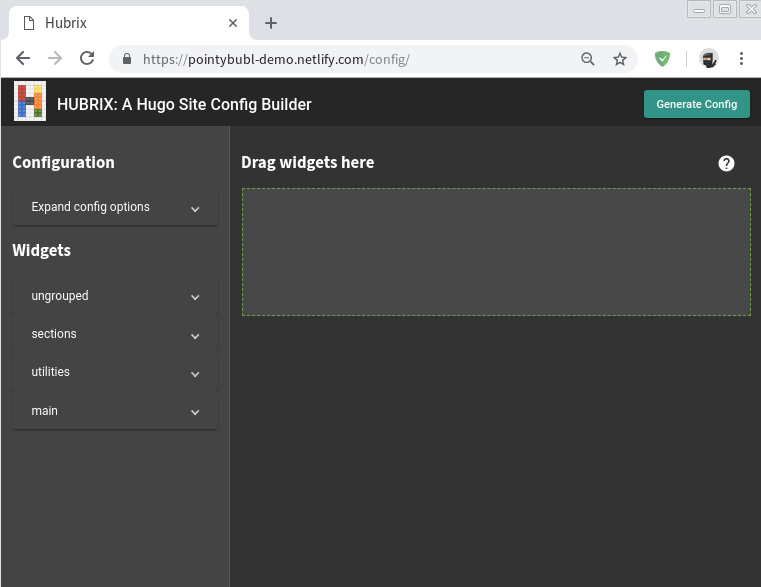 Hubrix
https://pointybubl-demo.netlify.com/config/
HUBRIX: A Hugo Site Config Builder
Generate Config
Configuration
Expand config options
Widgets
ungrouped
sections
utilities
main
Drag widgets here
?